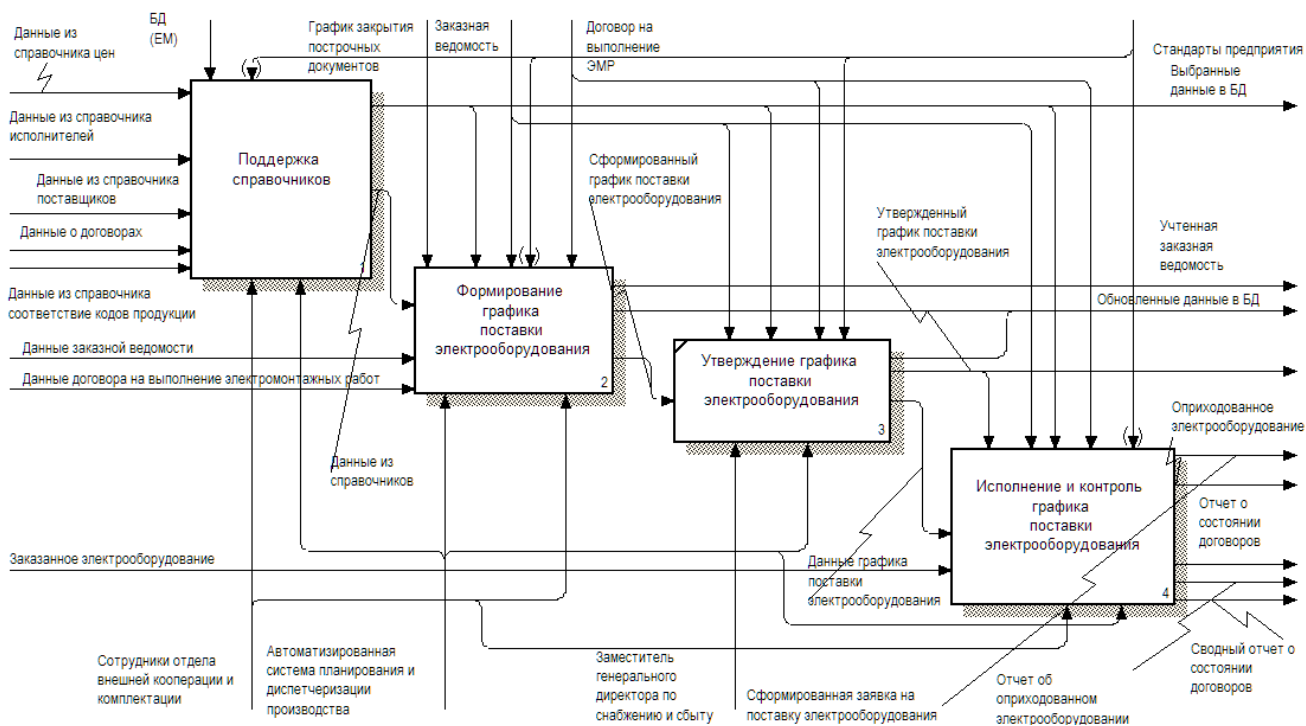 БД
(ЕМ)
Данные из
справочника цен
График закрытия
построчных
документов
Заказная
ведомость
Договор на
выполнение
ЭМР
Стандарты предприятия
Выбранные
данные в БД
Данные из справочника
исполнителей
Поддержка
справочников
1
Данные из справочника
поставщиков
Данные о договорах
Данные из справочника
соответствие кодов продукции
Сформированный
график поставки
электрооборудования
Утвержденный
график поставки
электрооборудования
Учтенная
заказная
ведомость
Обновленные данные в БД
Формирование
графика
поставки
электрооборудования
2
Данные заказной ведомости
Данные договора на выполнение электромонтажных работ
Утверждение графика
поставки
электрооборудования
3
Оприходованное
электрооборудование
Данные из
справочников
Исполнение и контроль
графика
поставки
электрооборудования
4
Отчет о
состоянии
договоров
Заказанное электрооборудование
Данные графика
поставки
электрооборудования
Сотрудники отдела
внешней кооперации и
комплектации
Автоматизированная
система планирования и
диспетчеризации
производства
Заместитель
генерального
директора по
снабжению и сбыту
Сформированная заявка на
поставку электрооборудования
Отчет об
оприходованном
электрооборудовании
Сводный отчет о
состоянии
договоров